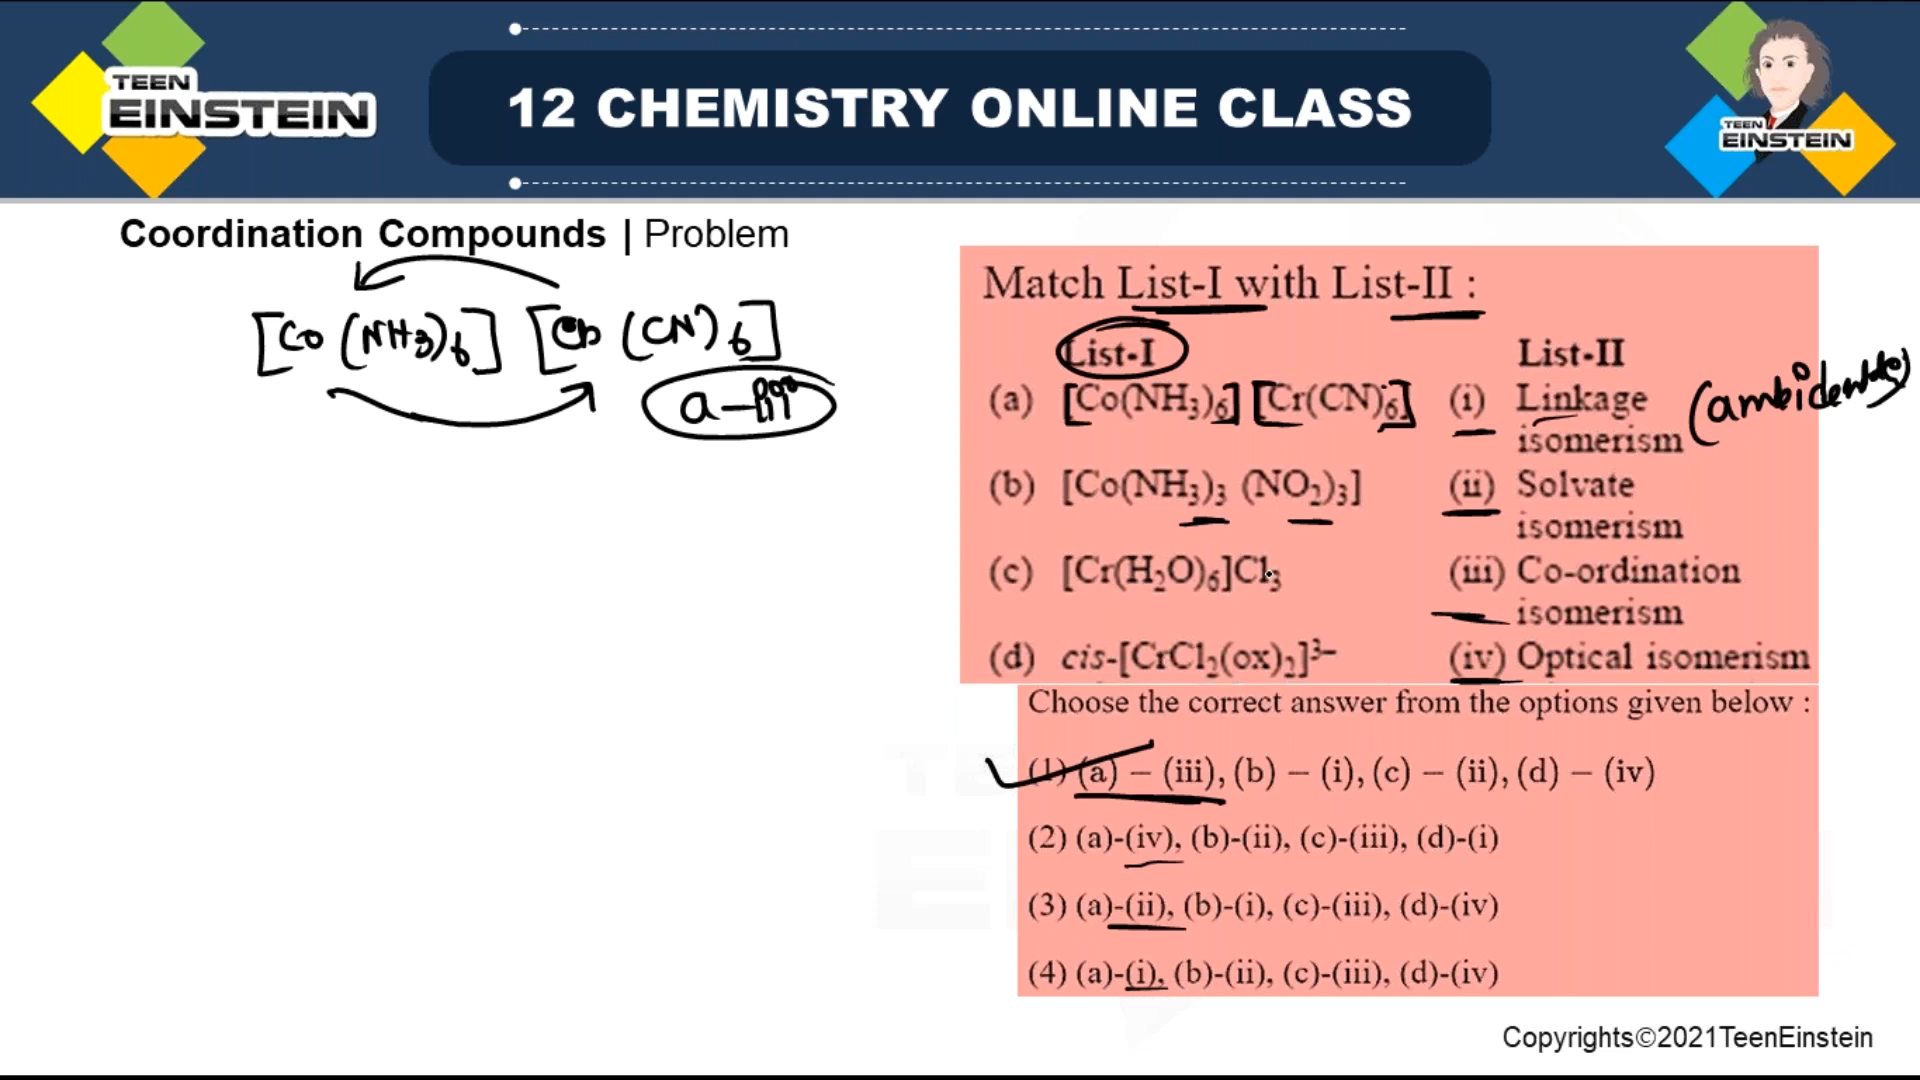 TEEN
EINSTEIN
12 CHEMISTRY ONLINE CLASS
TEEN
EINSTEIN
Coordination Compounds | Problem
[Co (NH3)6] [Cr (CN)6]
a-iii
Match List-I with List-II :
List-I List-II
(a) [Co(NH₃)₆] [Cr(CN)₆] (i) Linkage
isomerism
(ambidentate)
(b) [Co(NH₃)₃ (NO₂)₃] (ii) Solvate
isomerism
(c) [Cr(H₂O)₆]Cl₃ (iii) Co-ordination
isomerism
(d) cis-[CrCl₂(ox)₂]³⁻ (iv) Optical isomerism
Choose the correct answer from the options given below :
(1) (a) – (iii), (b) – (i), (c) – (ii), (d) – (iv)
(2) (a)-(iv), (b)-(ii), (c)-(iii), (d)-(i)
(3) (a)-(ii), (b)-(i), (c)-(iii), (d)-(iv)
(4) (a)-(i), (b)-(ii), (c)-(iii), (d)-(iv)
Copyrights©2021TeenEinstein